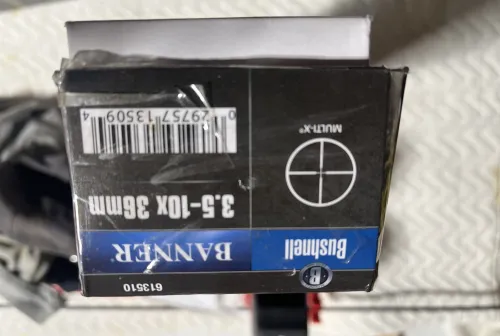 613510
Bushnell
B
BANNER
3.5-10x 36mm
MULTI-X®
0 29757 13509 4